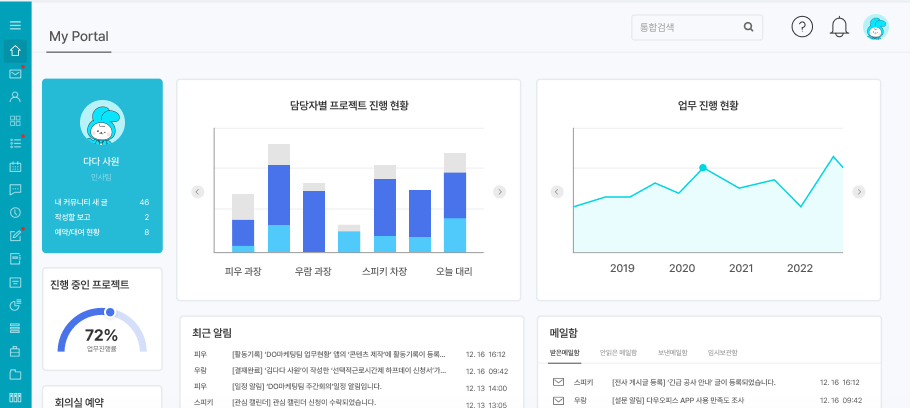 My Portal
통합검색
다다 사원
인사팀
내 커뮤니티 새 글 46
작성할 보고 2
예약/대여 현황 8
담당자별 프로젝트 진행 현황
피우 과장 우람 과장 스피키 차장 오늘 대리
업무 진행 현황
2019 2020 2021 2022
진행 중인 프로젝트
72%
업무진행률
회의실 예약
최근 알림
피우 [활동기록] 'DO마케팅팀 업무현황' 앱의 '콘텐츠 제작'에 활동기록이 등록... 12. 16 16:12
우람 [결재완료] '김다다 사원'이 작성한 '선택적근로시간제 하프데이 신청서'가... 12. 16 09:42
피우 [일정 알림] 'DO마케팅팀 주간회의'일정 알림입니다. 12. 13 14:00
스피키 [관심 캘린더] 관심 캘린더 신청이 수락되었습니다. 12. 13 13:05
메일함
받은메일함 안읽은 메일함 보낸메일함 임시보관함
스피키 [전사 게시글 등록] '긴급 공사 안내' 글이 등록되었습니다. 12. 16 16:12
우람 [설문 알림] 다우오피스 APP 사용 만족도 조사 12. 16 09:42